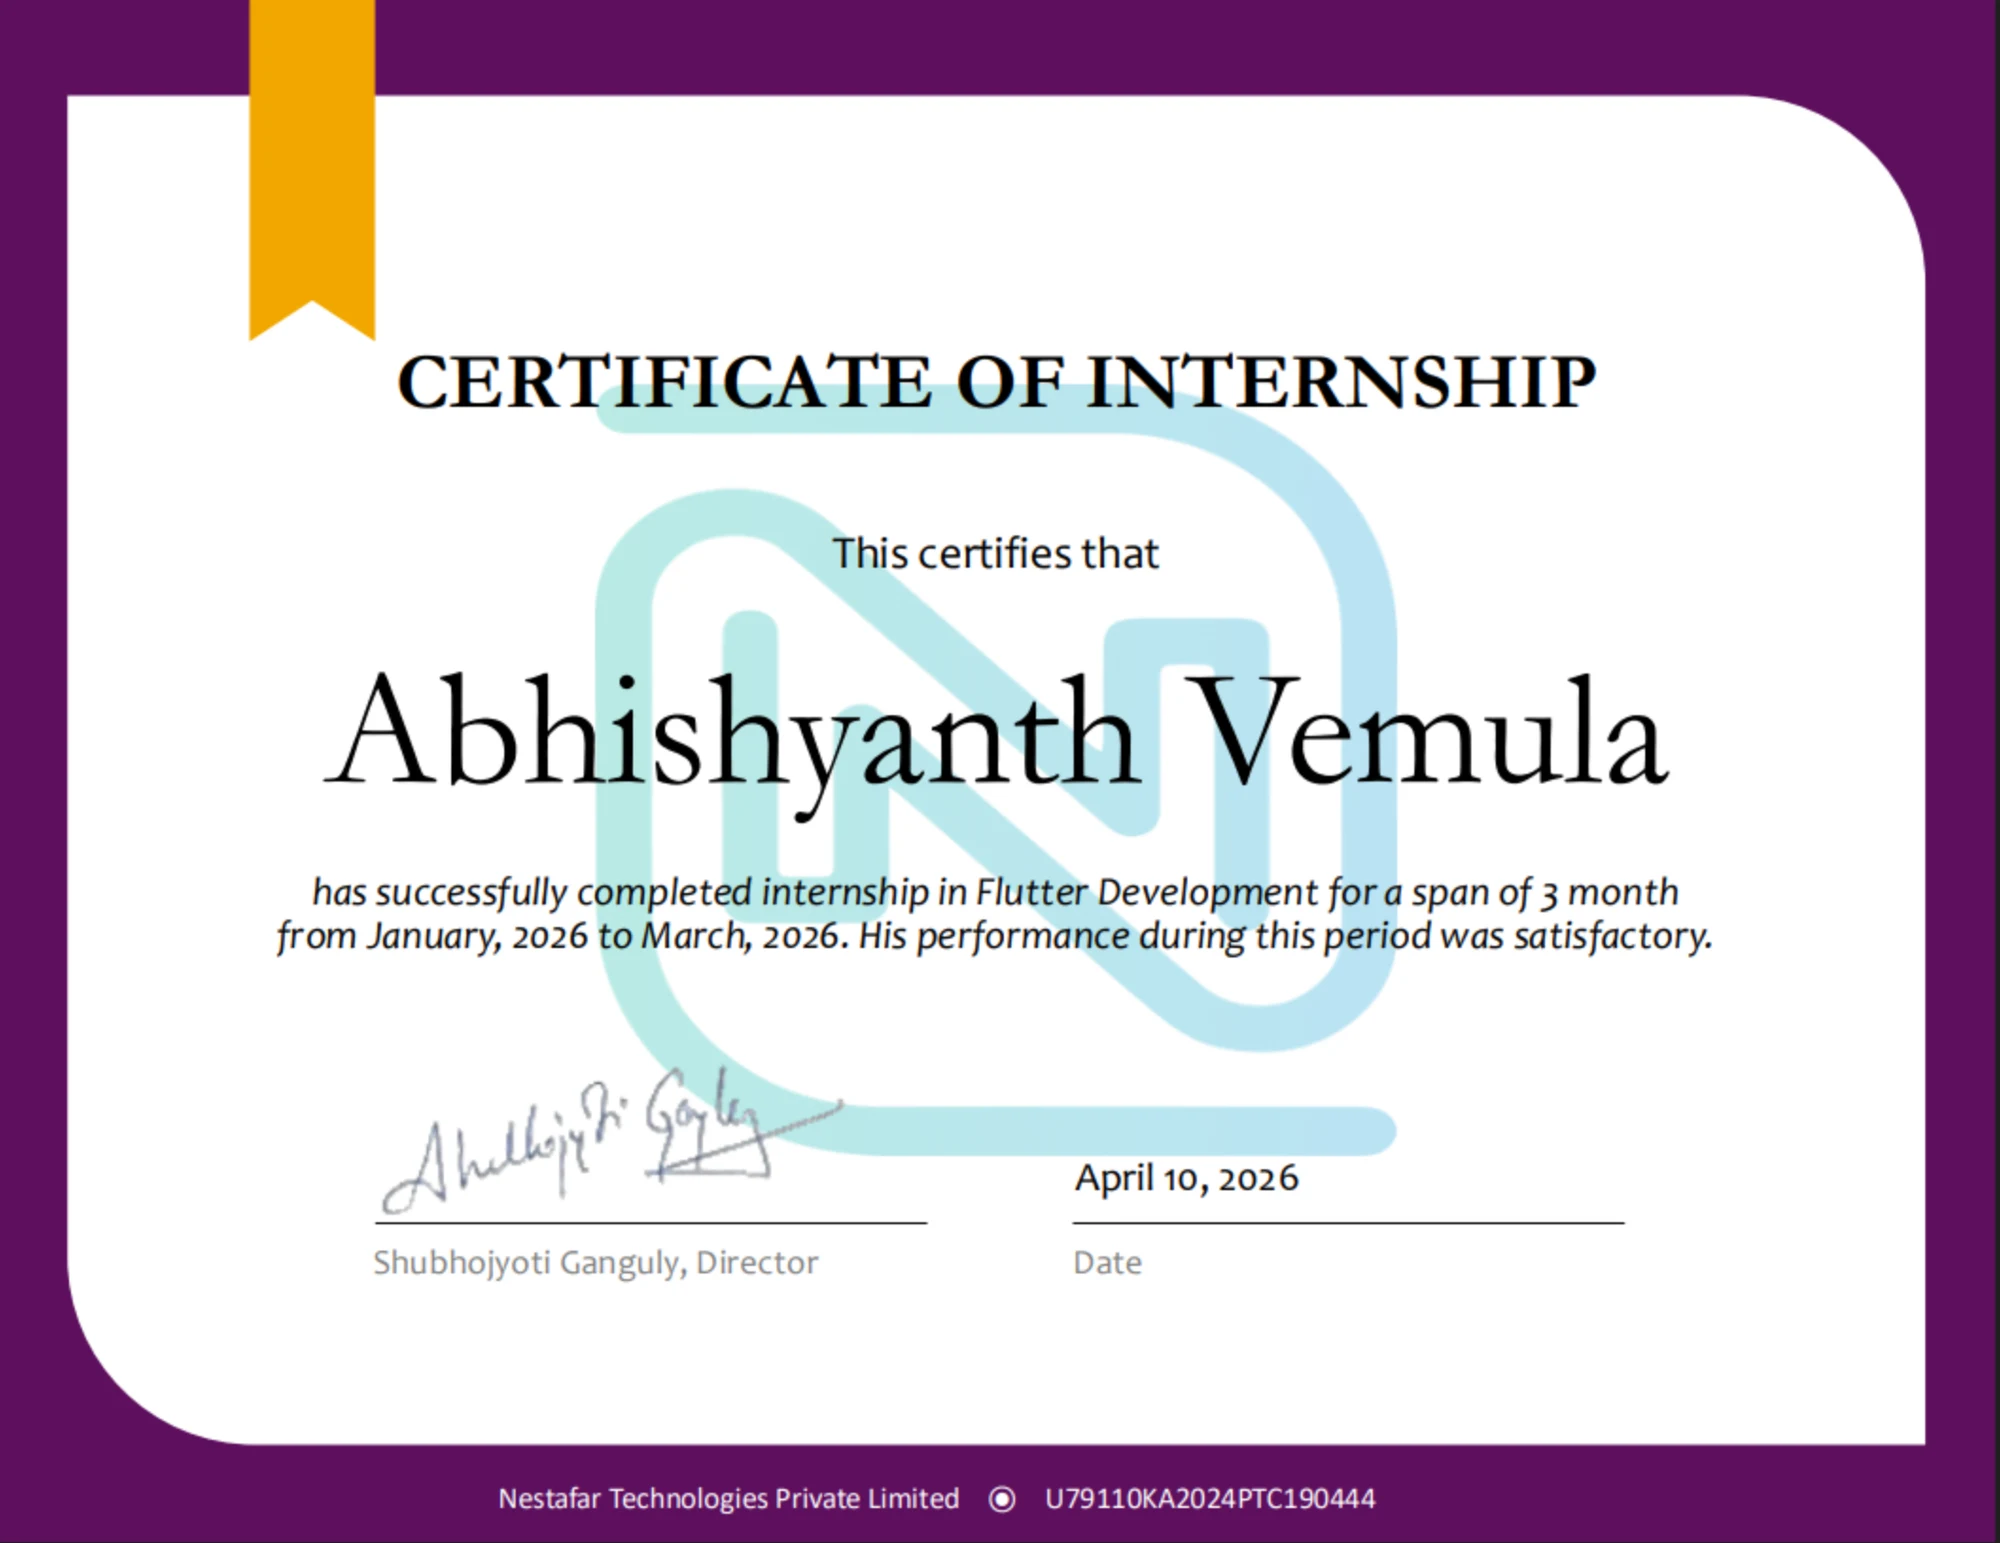 CERTIFICATE OF INTERNSHIP
This certifies that
Abhishyanth Vemula
has successfully completed internship in Flutter Development for a span of 3 month
from January, 2026 to March, 2026. His performance during this period was satisfactory.
Shubhojyoti Ganguly
April 10, 2026
Shubhojyoti Ganguly, Director
Date
Nestafar Technologies Private Limited ◉ U79110KA2024PTC190444